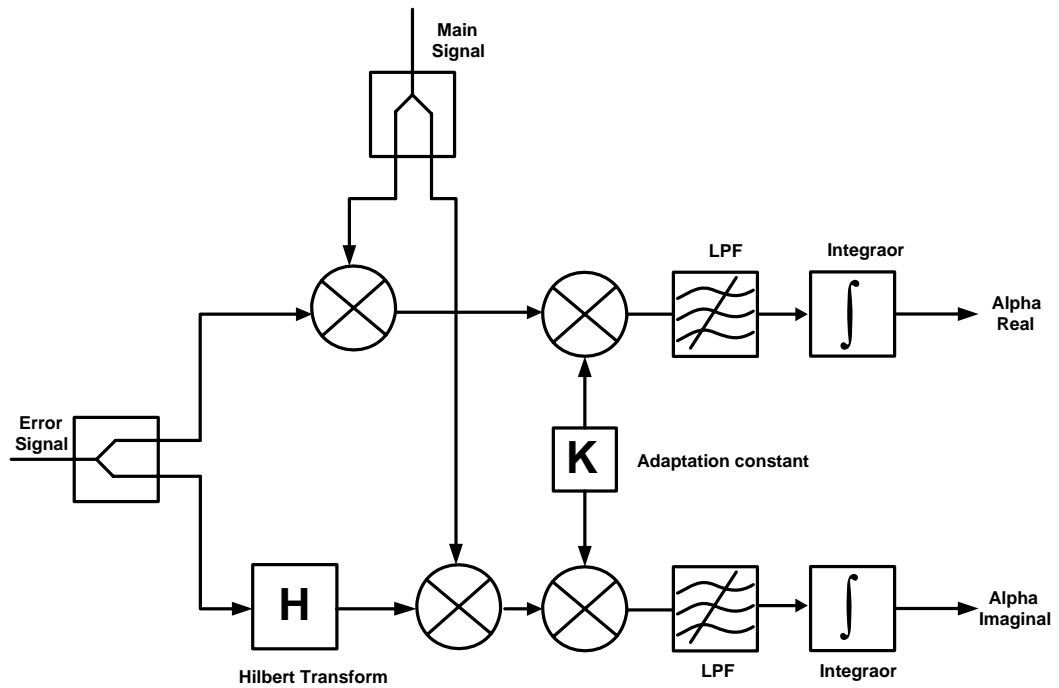 Main
Signal
LPF
Integraor
Alpha
Real
Error
Signal
K
Adaptation constant
H
Alpha
Imaginal
Hilbert Transform
LPF
Integraor